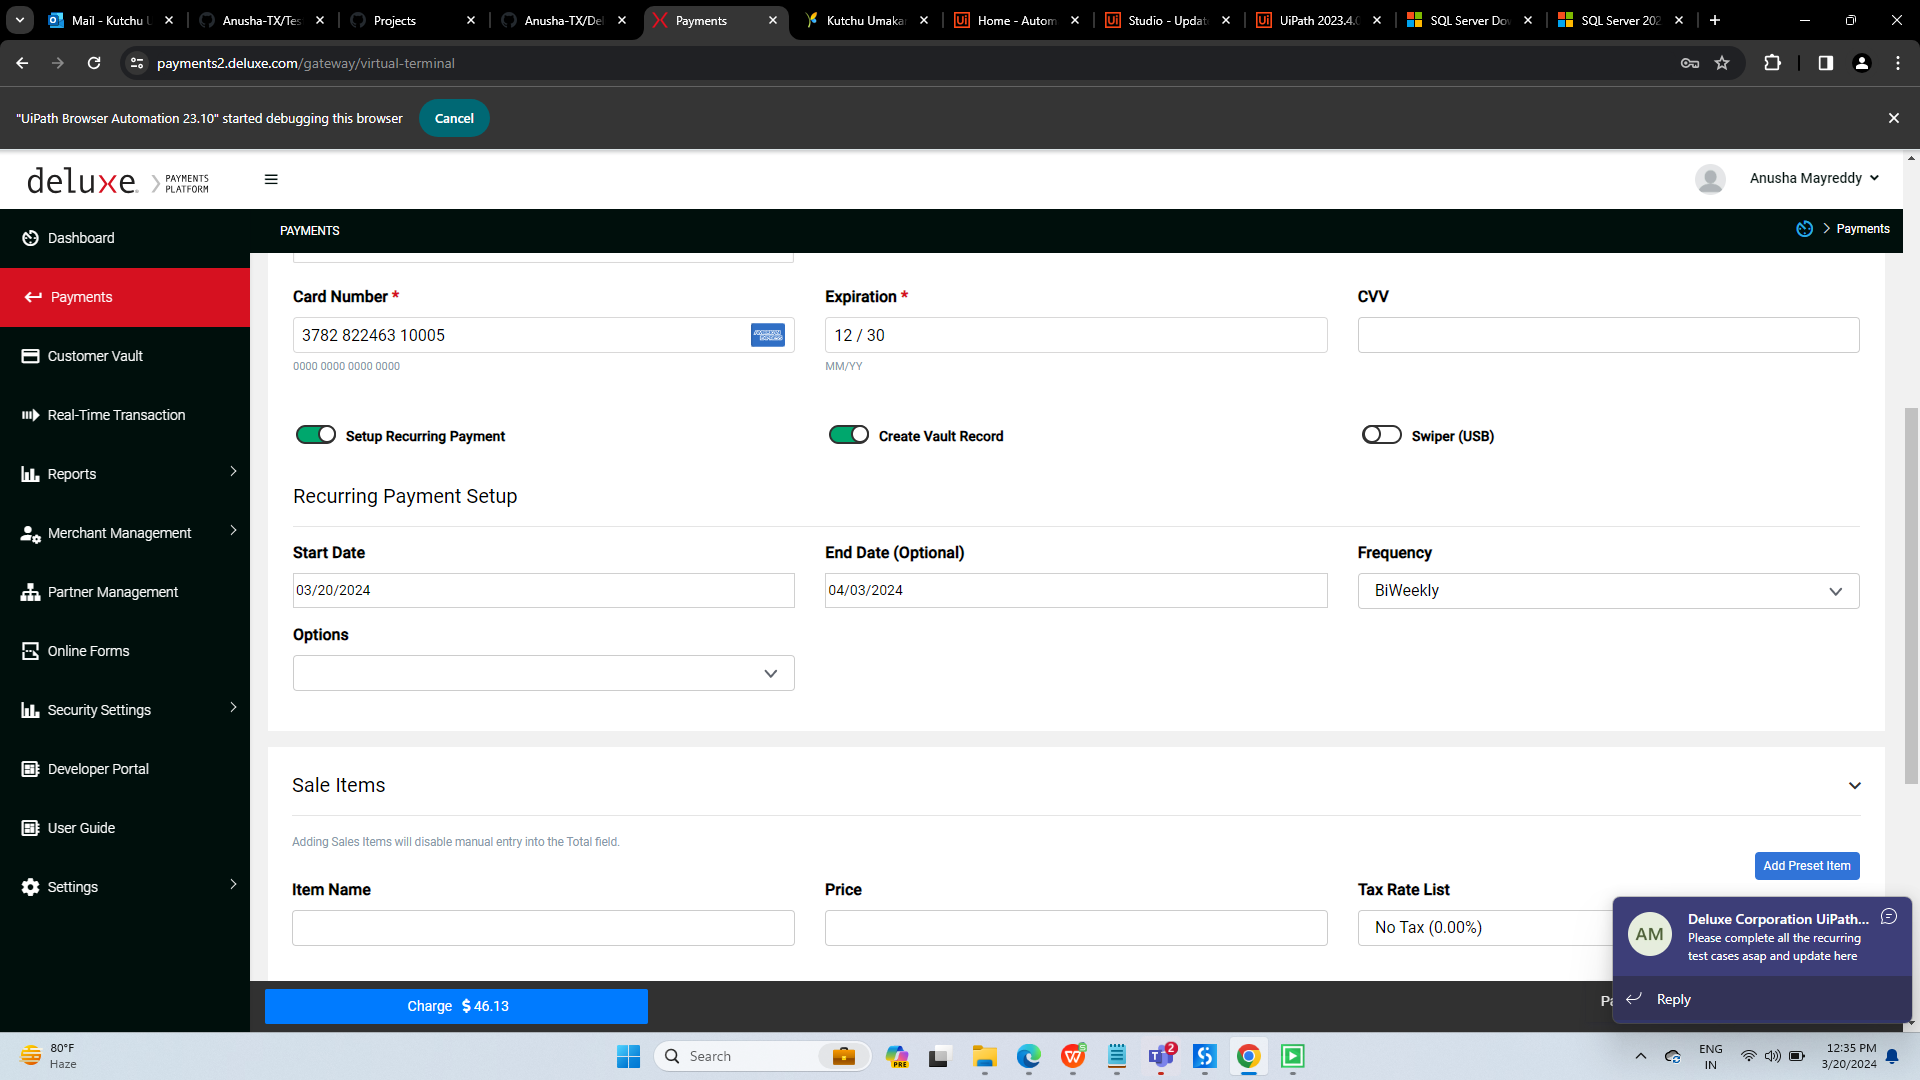 Mail - Kutchu U
Anusha-TX/Tes
Projects
Anusha-TX/Del
Payments
Kutchu Umakan
Home - Autom
Studio - Updat
UiPath 2023.4.0
SQL Server Do
SQL Server 202
payments2.deluxe.com/gateway/virtual-terminal
"UiPath Browser Automation 23.10" started debugging this browser
Cancel
deluxe. PAYMENTS PLATFORM
Anusha Mayreddy
Dashboard
PAYMENTS
Payments
Payments
Customer Vault
Real-Time Transaction
Reports
Merchant Management
Partner Management
Online Forms
Security Settings
Developer Portal
User Guide
Settings
Card Number *
Expiration *
CVV
3782 822463 10005
AMERICAN EXPRESS
12 / 30
0000 0000 0000 0000
MM/YY
Setup Recurring Payment
Create Vault Record
Swiper (USB)
Recurring Payment Setup
Start Date
End Date (Optional)
Frequency
03/20/2024
04/03/2024
BiWeekly
Options
Sale Items
Adding Sales Items will disable manual entry into the Total field.
Add Preset Item
Item Name
Price
Tax Rate List
No Tax (0.00%)
Charge $ 46.13
Pa
AM
Deluxe Corporation UiPath...
Please complete all the recurring
test cases asap and update here
Reply
80°F
Haze
Search
PRE
2
ENG
IN
12:35 PM
3/20/2024